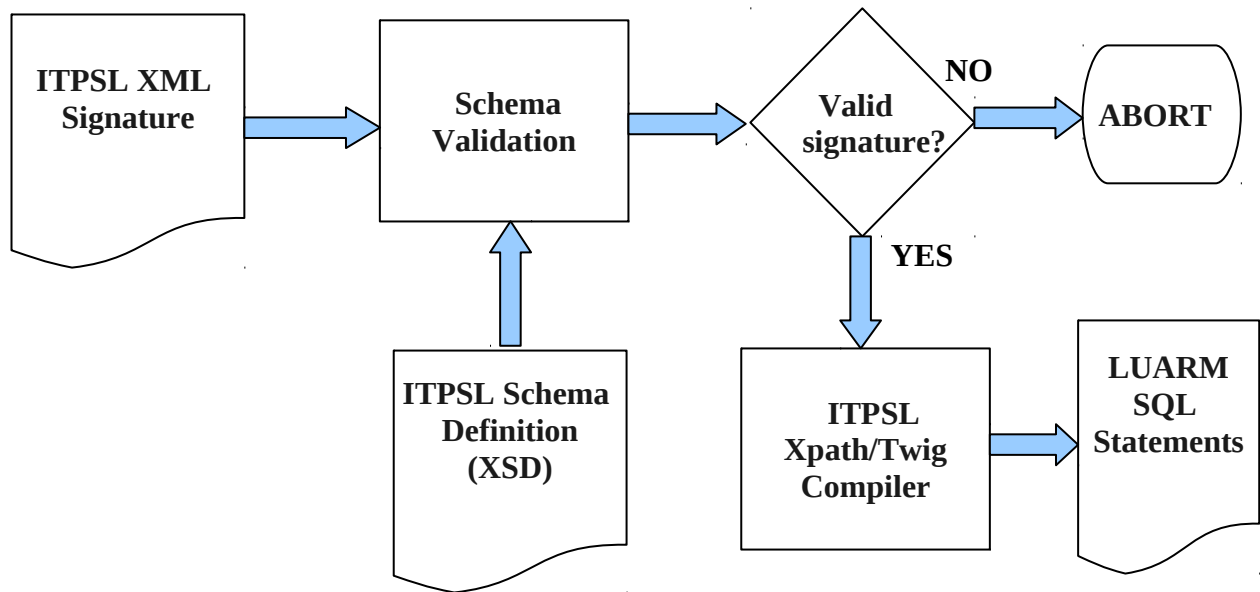 ITPSL XML
Signature
Schema
Validation
Valid
signature?
NO
ABORT
YES
ITPSL Schema
Definition
(XSD)
ITPSL
Xpath/Twig
Compiler
LUARM
SQL
Statements